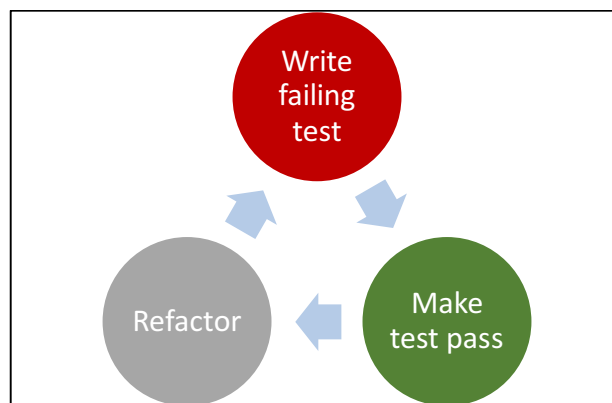 Write
failing
test
Make
test pass
Refactor